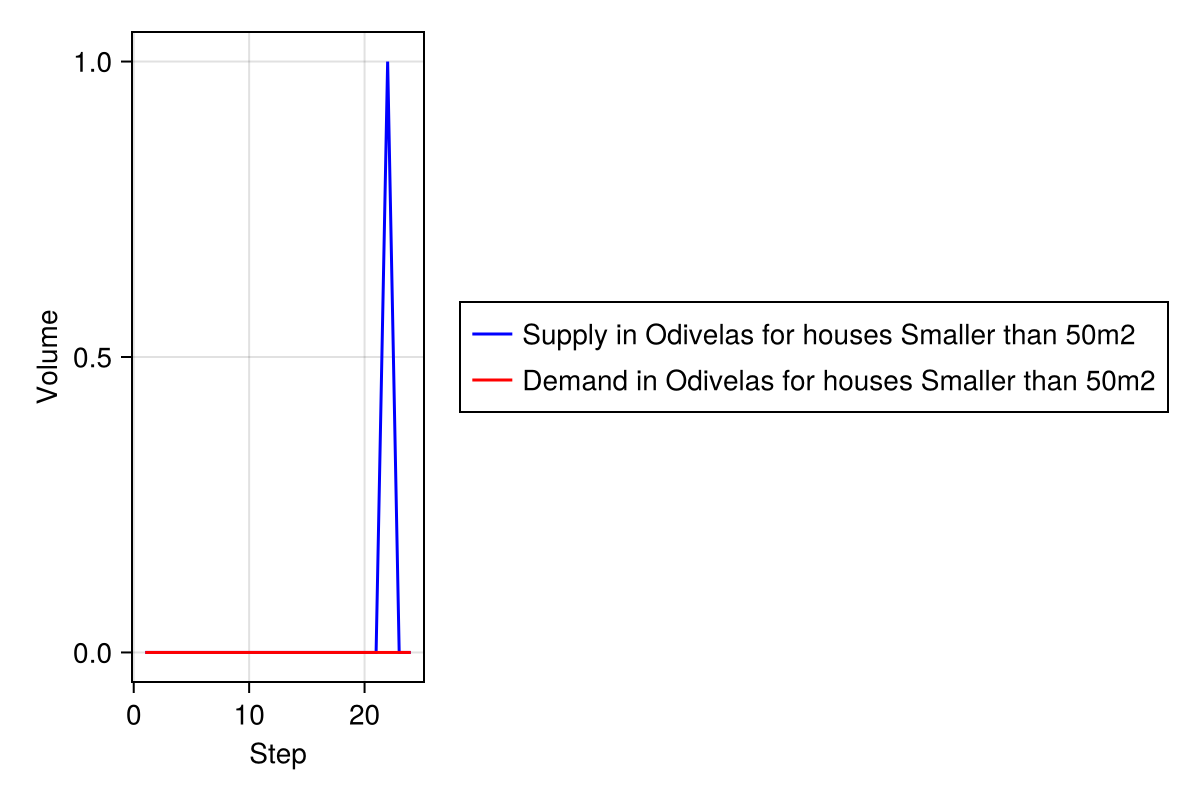 1.0
0.5
0.0
Volume
0
10
20
Step
Supply in Odivelas for houses Smaller than 50m2
Demand in Odivelas for houses Smaller than 50m2